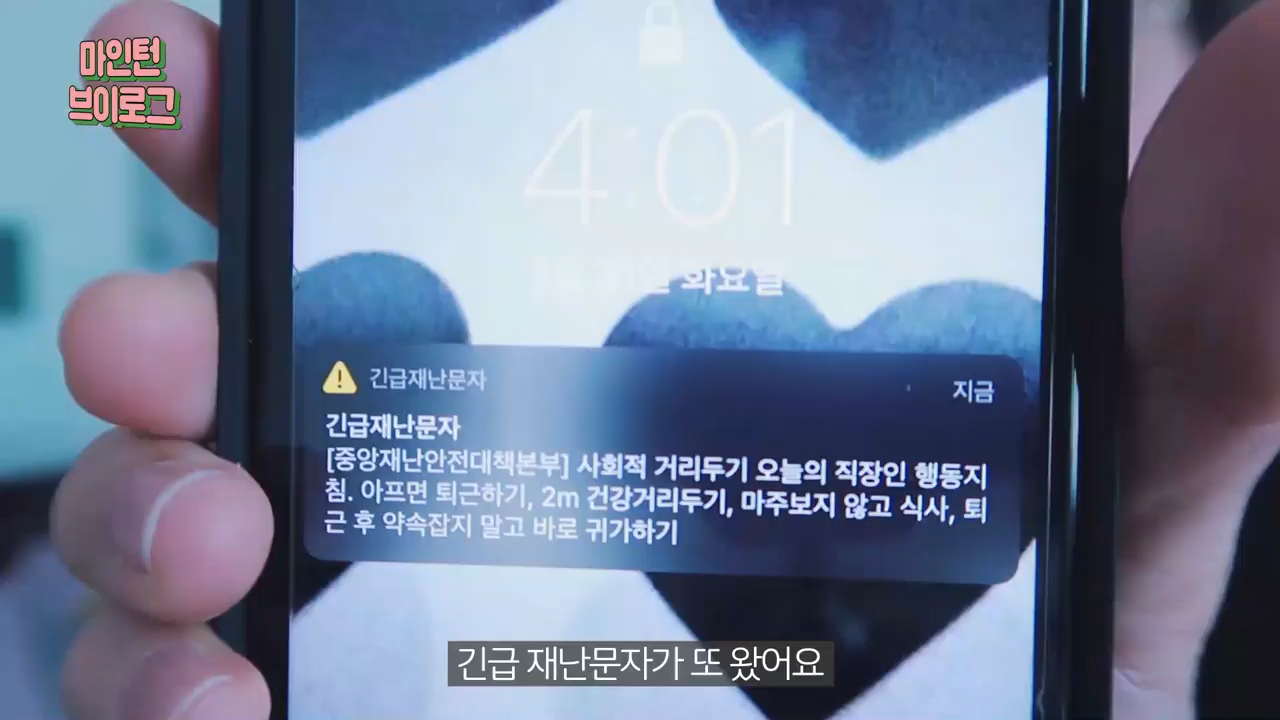 마인턴
브이로그
4:01
화요일
긴급재난문자
지금
긴급재난문자
[중앙재난안전대책본부] 사회적 거리두기 오늘의 직장인 행동지
침. 아프면 퇴근하기, 2m 건강거리두기, 마주보지 않고 식사, 퇴
근 후 약속잡지 말고 바로 귀가하기
긴급 재난문자가 또 왔어요